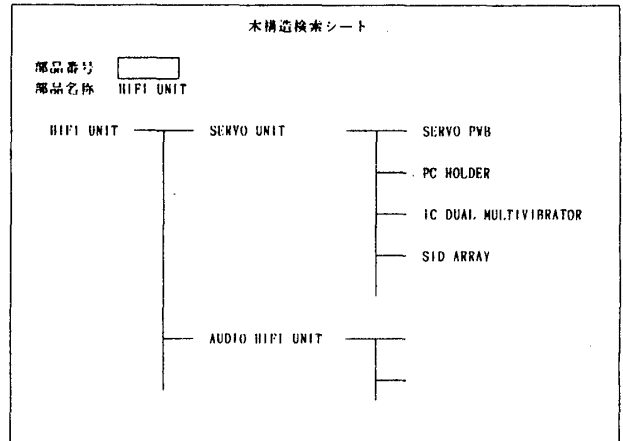 木構造検索シート
部品番号
部品名称 HIFI UNIT
HIFI UNIT SERVO UNIT SERVO PWB
PC HOLDER
IC DUAL MULTIVIBRATOR
SID ARRAY
AUDIO HIFI UNIT